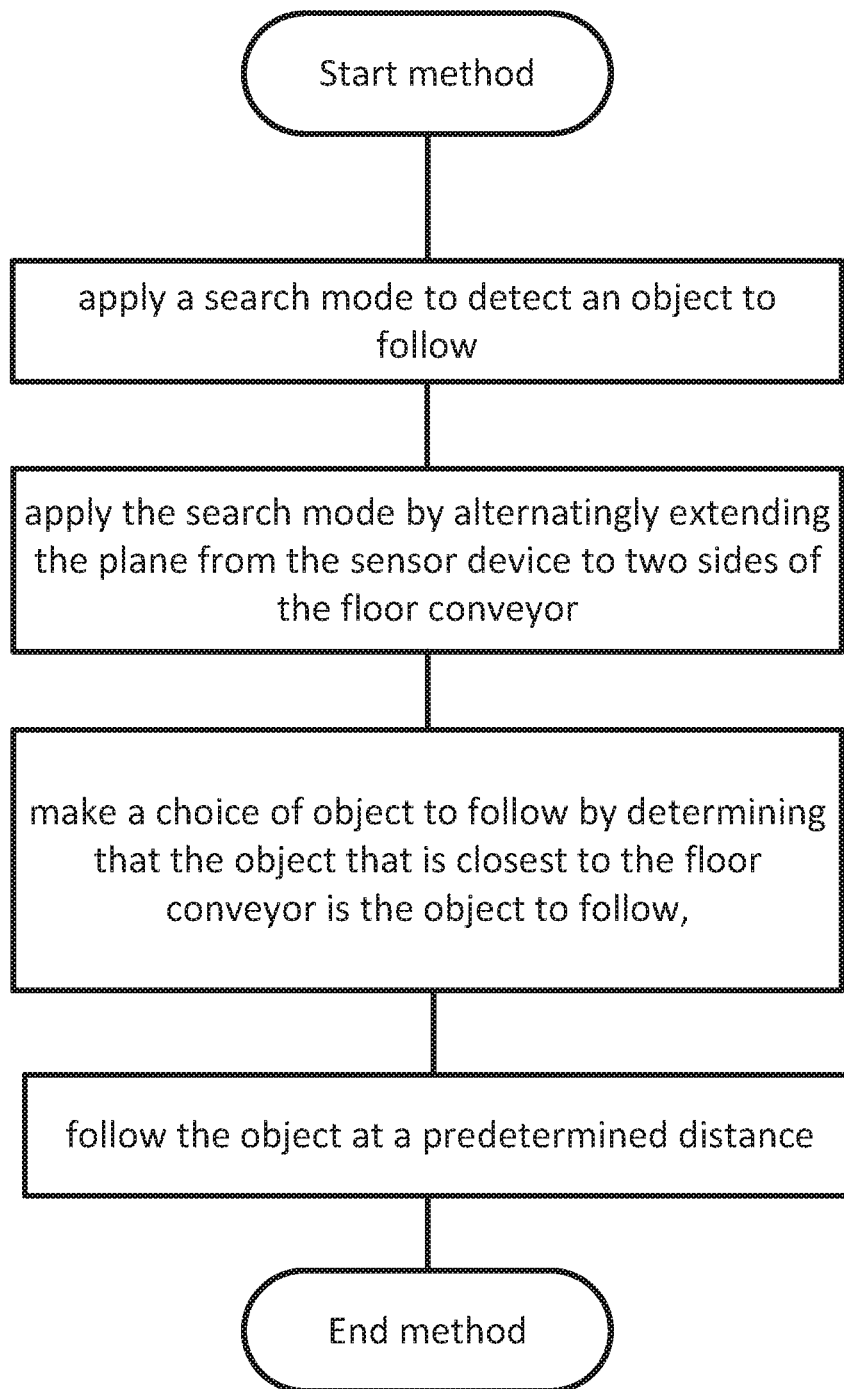 Start method
apply a search mode to detect an object to
follow
apply the search mode by alternatingly extending
the plane from the sensor device to two sides of
the floor conveyor
make a choice of object to follow by determining
that the object that is closest to the floor
conveyor is the object to follow,
follow the object at a predetermined distance
End method